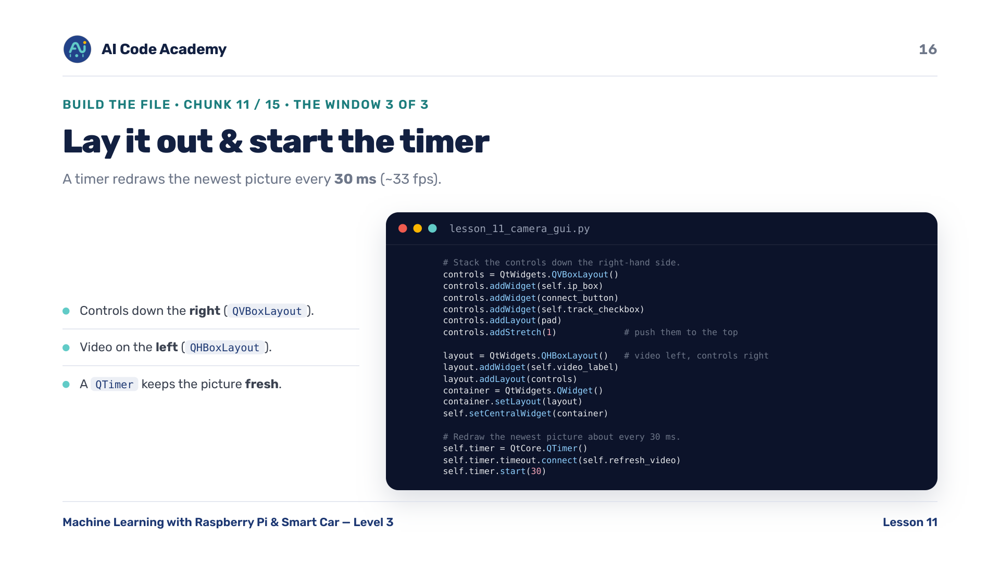 AI Code Academy
16
BUILD THE FILE • CHUNK 11 / 15 • THE WINDOW 3 OF 3
Lay it out & start the timer
A timer redraws the newest picture every 30 ms (~33 fps).
Controls down the right (QVBoxLayout).
Video on the left (QHBoxLayout).
A QTimer keeps the picture fresh.
lesson_11_camera_gui.py
# Stack the controls down the right-hand side.
controls = QtWidgets.QVBoxLayout()
controls.addWidget(self.ip_box)
controls.addWidget(connect_button)
controls.addWidget(self.track_checkbox)
controls.addLayout(pad)
controls.addStretch(1)             # push them to the top
layout = QtWidgets.QHBoxLayout()   # video left, controls right
layout.addWidget(self.video_label)
layout.addLayout(controls)
container = QtWidgets.QWidget()
container.setLayout(layout)
self.setCentralWidget(container)
# Redraw the newest picture about every 30 ms.
self.timer = QtCore.QTimer()
self.timer.timeout.connect(self.refresh_video)
self.timer.start(30)
Machine Learning with Raspberry Pi & Smart Car — Level 3
Lesson 11